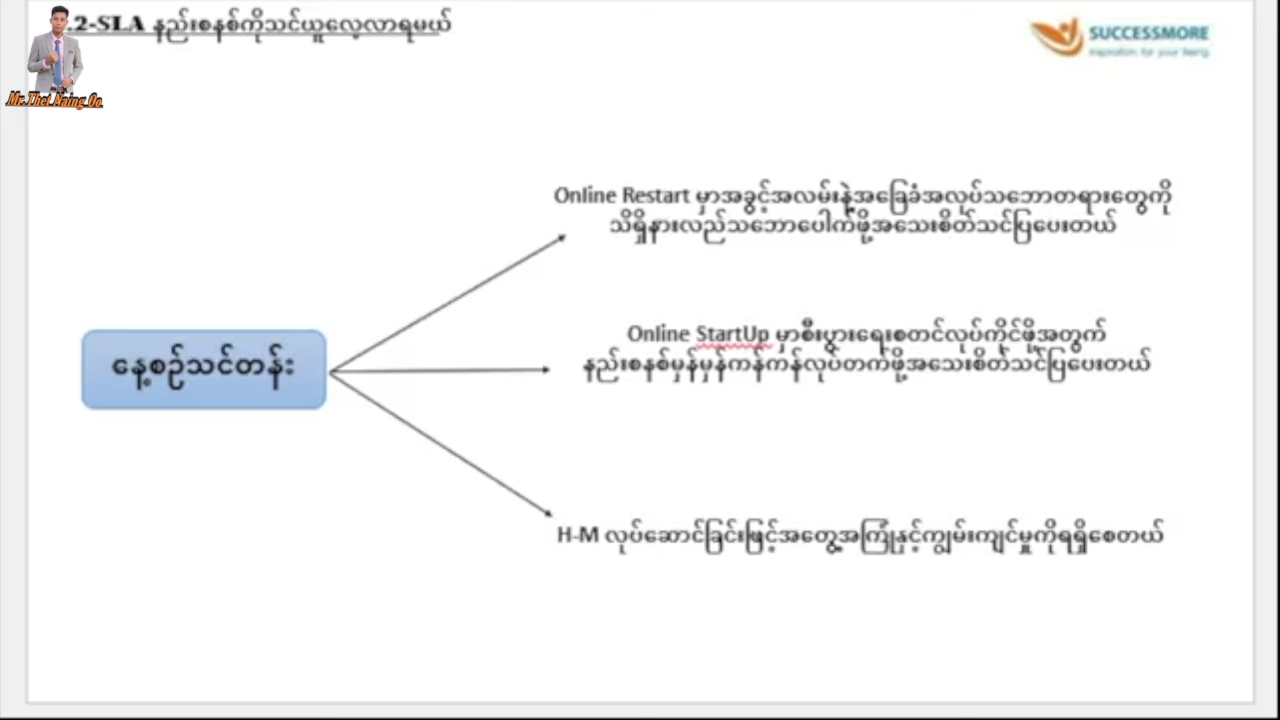 .2-SLA နည်းစနစ်ကိုသင်ယူလေ့လာရမယ်
SUCCESSMORE
Inspiration for your Being
Mr.Thet Naing Oo
Online Restart မှာအခွင့်အလမ်းနဲ့အခြေခံအလုပ်သဘောတရားတွေကို
သိရှိနားလည်သဘောပေါက်ဖို့အသေးစိတ်သင်ပြပေးတယ်
Online StartUp မှာစီးပွားရေးစတင်လုပ်ကိုင်ဖို့အတွက်
နည်းစနစ်မှန်မှန်ကန်ကန်လုပ်တက်ဖို့အသေးစိတ်သင်ပြပေးတယ်
နေ့စဉ်သင်တန်း
H-M လုပ်ဆောင်ခြင်းဖြင့်အတွေ့အကြုံနှင့်ကျွမ်းကျင်မှုကိုရရှိစေတယ်